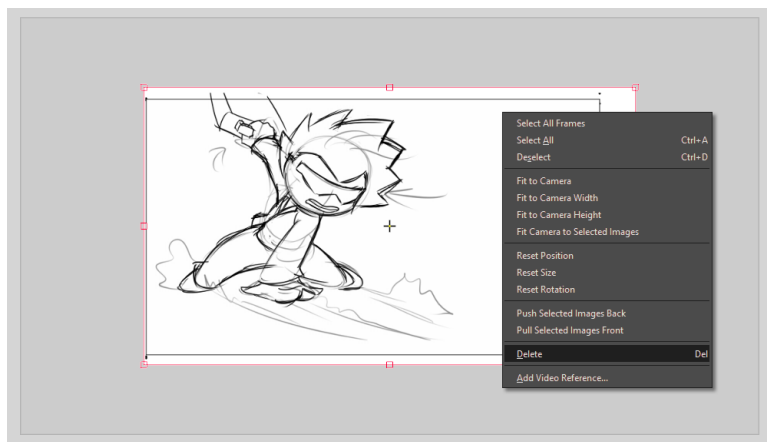 Select All Frames
Select All Ctrl+A
Deselect Ctrl+D
Fit to Camera
Fit to Camera Width
Fit to Camera Height
Fit Camera to Selected Images
Reset Position
Reset Size
Reset Rotation
Push Selected Images Back
Pull Selected Images Front
Delete Del
Add Video Reference...